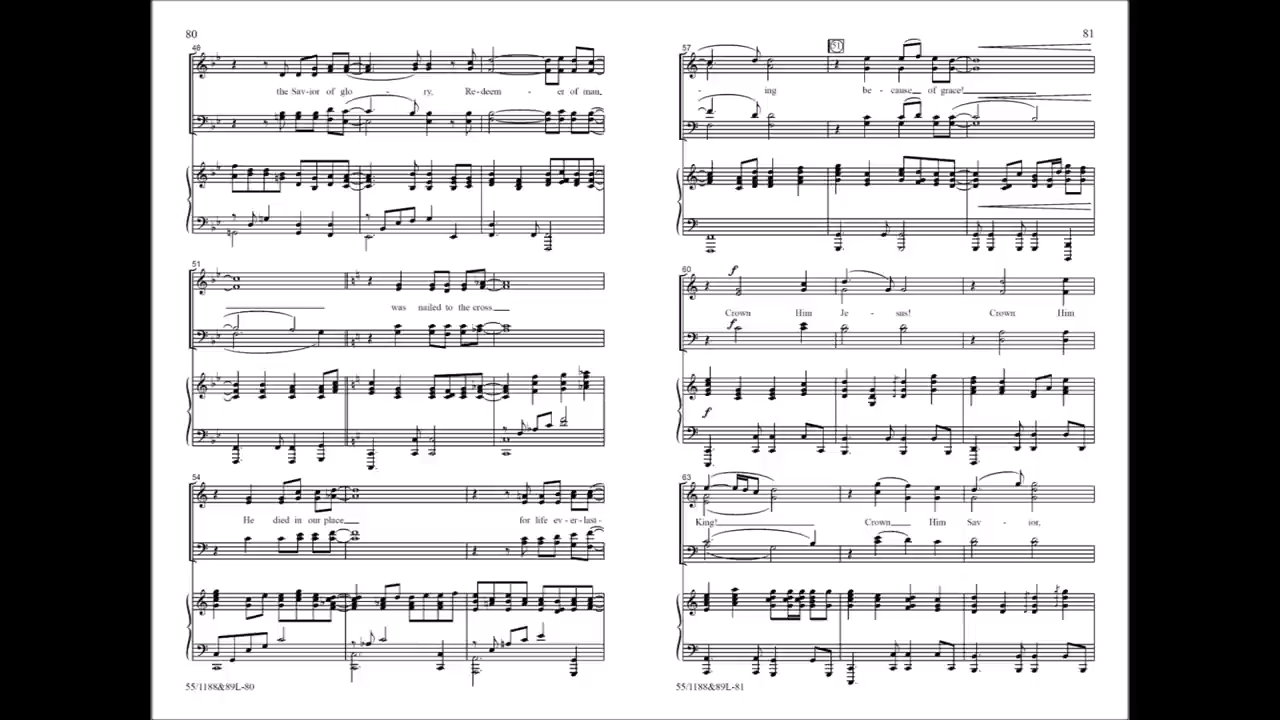 80
48
the Sav - ior of glo - ry, Re-deem - er of man,
51
was nailed to the cross.
54
He died in our place
for life ev - er - last -
55/1188&89L-80
81
57
51
- ing be - cause of grace!
60
f
Crown Him Je - sus! Crown Him
f
f
63
King! Crown Him Sav - ior,
55/1188&89L-81